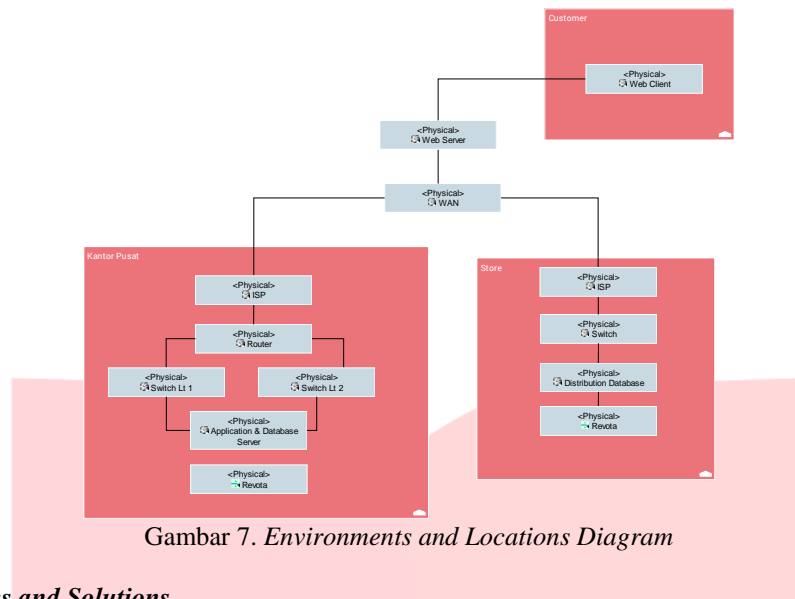 Customer
<Physical>
Web Client
<Physical>
Web Server
<Physical>
WAN
Kantor Pusat
<Physical>
ISP
<Physical>
Router
<Physical>
Switch Lt 1
<Physical>
Switch Lt 2
<Physical>
Application & Database
Server
<Physical>
Revota
Store
<Physical>
ISP
<Physical>
Switch
<Physical>
Distribution Database
<Physical>
Revota
Gambar 7. Environments and Locations Diagram
and Solutions